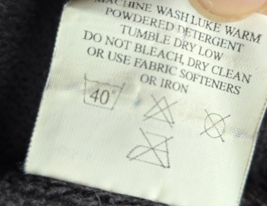 MACHINE WASH LUKE WARM
POWDERED DETERGENT
TUMBLE DRY LOW
DO NOT BLEACH, DRY CLEAN
OR USE FABRIC SOFTENERS
OR IRON
40°